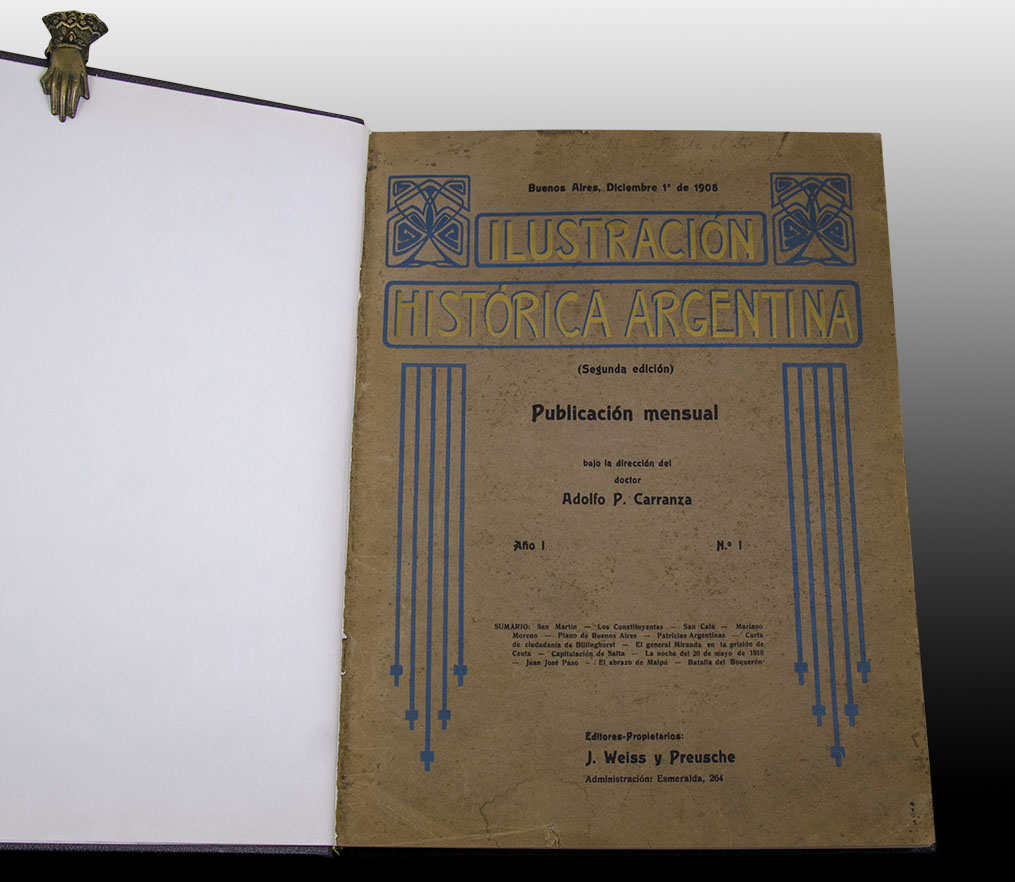 Buenos Aires, Diciembre 1º de 1908
ILUSTRACIÓN
HISTÓRICA ARGENTINA
(Segunda edición)
Publicación mensual
bajo la dirección del
doctor
Adolfo P. Carranza
Año I N.º 1
SUMARIO: San Martín — Los Constituyentes — San Calá — Mariano
Moreno — Plano de Buenos Aires — Patricias Argentinas — Carta
de ciudadanía de Billinghurst — El general Miranda en la prisión de
Ceuta — Capitulación de Salta — La noche del 20 de mayo de 1810
— Juan José Paso — El abrazo de Maipú — Batalla del Boquerón
Editores-Propietarios:
J. Weiss y Preusche
Administración: Esmeralda, 264